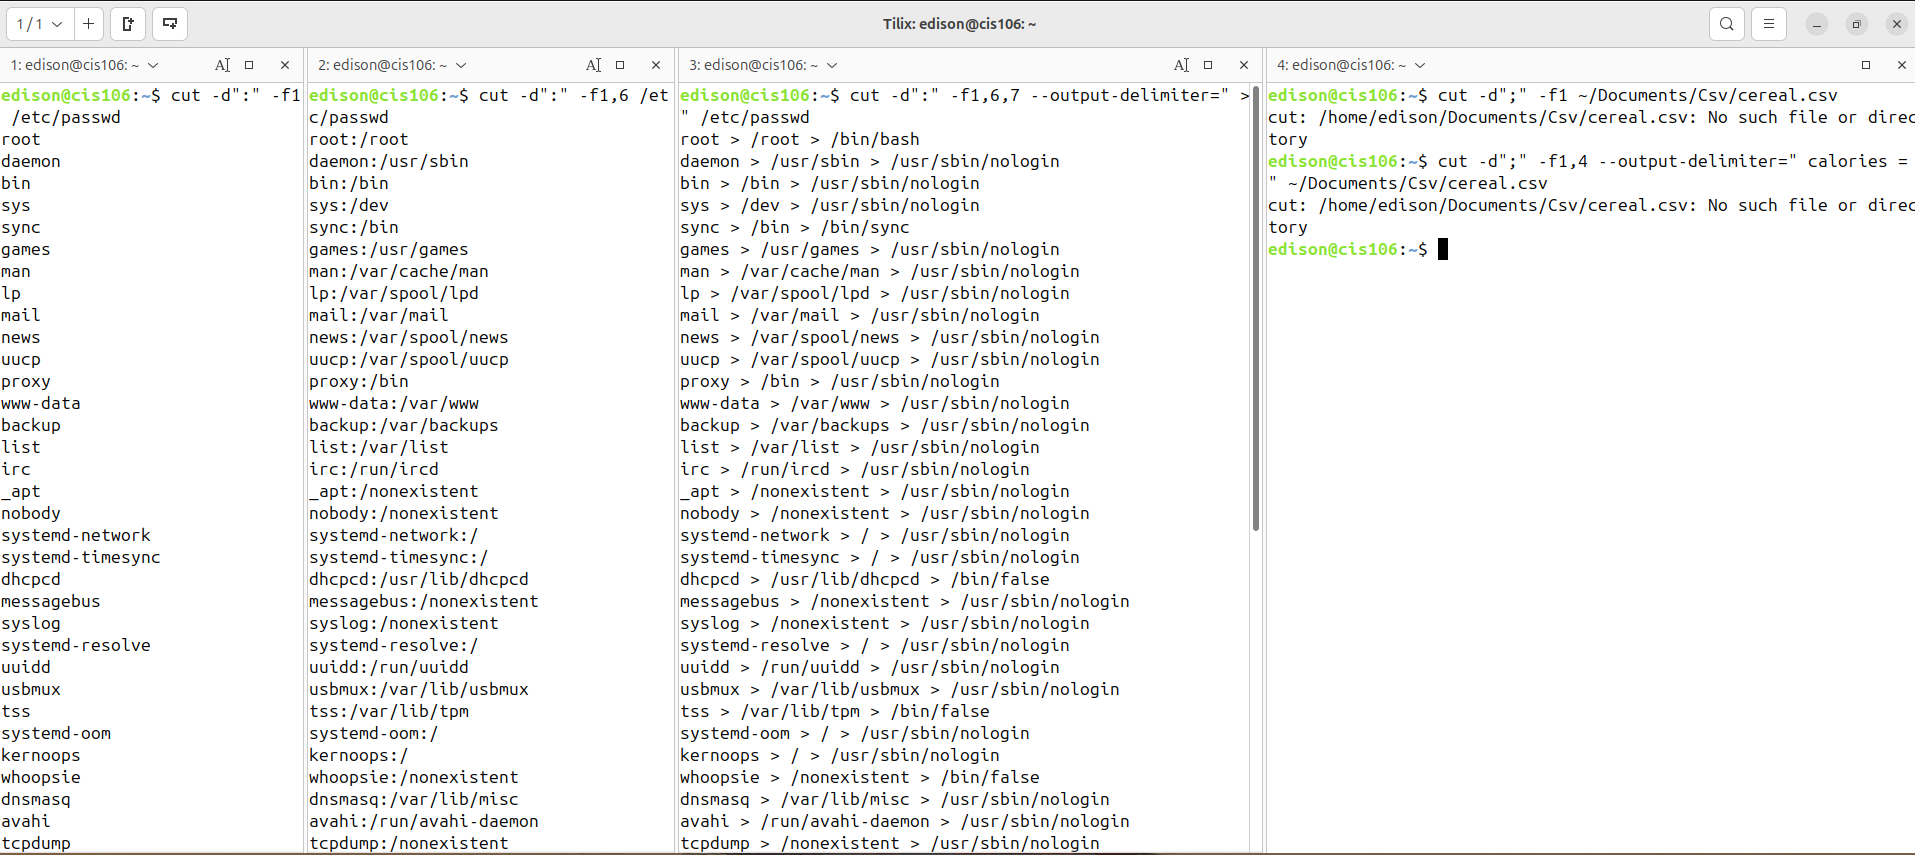 1 / 1
Tilix: edison@cis106: ~
1: edison@cis106: ~
edison@cis106:~$ cut -d":" -f1
 /etc/passwd
root
daemon
bin
sys
sync
games
man
lp
mail
news
uucp
proxy
www-data
backup
list
irc
_apt
nobody
systemd-network
systemd-timesync
dhcpcd
messagebus
syslog
systemd-resolve
uuidd
usbmux
tss
systemd-oom
kernoops
whoopsie
dnsmasq
avahi
tcpdump
2: edison@cis106: ~
edison@cis106:~$ cut -d":" -f1,6 /et
c/passwd
root:/root
daemon:/usr/sbin
bin:/bin
sys:/dev
sync:/bin
games:/usr/games
man:/var/cache/man
lp:/var/spool/lpd
mail:/var/mail
news:/var/spool/news
uucp:/var/spool/uucp
proxy:/bin
www-data:/var/www
backup:/var/backups
list:/var/list
irc:/run/ircd
_apt:/nonexistent
nobody:/nonexistent
systemd-network:/
systemd-timesync:/
dhcpcd:/usr/lib/dhcpcd
messagebus:/nonexistent
syslog:/nonexistent
systemd-resolve:/
uuidd:/run/uuidd
usbmux:/var/lib/usbmux
tss:/var/lib/tpm
systemd-oom:/
kernoops:/
whoopsie:/nonexistent
dnsmasq:/var/lib/misc
avahi:/run/avahi-daemon
tcpdump:/nonexistent
3: edison@cis106: ~
edison@cis106:~$ cut -d":" -f1,6,7 --output-delimiter=" >
" /etc/passwd
root > /root > /bin/bash
daemon > /usr/sbin > /usr/sbin/nologin
bin > /bin > /usr/sbin/nologin
sys > /dev > /usr/sbin/nologin
sync > /bin > /bin/sync
games > /usr/games > /usr/sbin/nologin
man > /var/cache/man > /usr/sbin/nologin
lp > /var/spool/lpd > /usr/sbin/nologin
mail > /var/mail > /usr/sbin/nologin
news > /var/spool/news > /usr/sbin/nologin
uucp > /var/spool/uucp > /usr/sbin/nologin
proxy > /bin > /usr/sbin/nologin
www-data > /var/www > /usr/sbin/nologin
backup > /var/backups > /usr/sbin/nologin
list > /var/list > /usr/sbin/nologin
irc > /run/ircd > /usr/sbin/nologin
_apt > /nonexistent > /usr/sbin/nologin
nobody > /nonexistent > /usr/sbin/nologin
systemd-network > / > /usr/sbin/nologin
systemd-timesync > / > /usr/sbin/nologin
dhcpcd > /usr/lib/dhcpcd > /bin/false
messagebus > /nonexistent > /usr/sbin/nologin
syslog > /nonexistent > /usr/sbin/nologin
systemd-resolve > / > /usr/sbin/nologin
uuidd > /run/uuidd > /usr/sbin/nologin
usbmux > /var/lib/usbmux > /usr/sbin/nologin
tss > /var/lib/tpm > /bin/false
systemd-oom > / > /usr/sbin/nologin
kernoops > / > /usr/sbin/nologin
whoopsie > /nonexistent > /bin/false
dnsmasq > /var/lib/misc > /usr/sbin/nologin
avahi > /run/avahi-daemon > /usr/sbin/nologin
tcpdump > /nonexistent > /usr/sbin/nologin
4: edison@cis106: ~
edison@cis106:~$ cut -d";" -f1 ~/Documents/Csv/cereal.csv
cut: /home/edison/Documents/Csv/cereal.csv: No such file or direc
tory
edison@cis106:~$ cut -d";" -f1,4 --output-delimiter=" calories =
" ~/Documents/Csv/cereal.csv
cut: /home/edison/Documents/Csv/cereal.csv: No such file or direc
tory
edison@cis106:~$